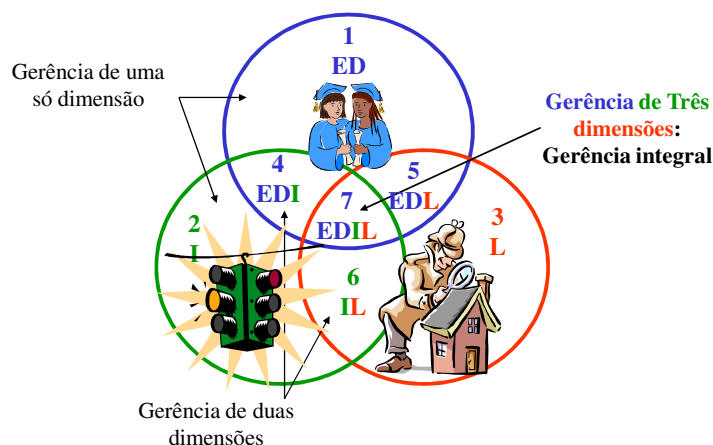 1
ED
Gerência de uma
só dimensão
Gerência de Três
dimensões:
Gerência integral
4
EDI
5
EDL
7
EDIL
2
I
3
L
6
IL
Gerência de duas
dimensões